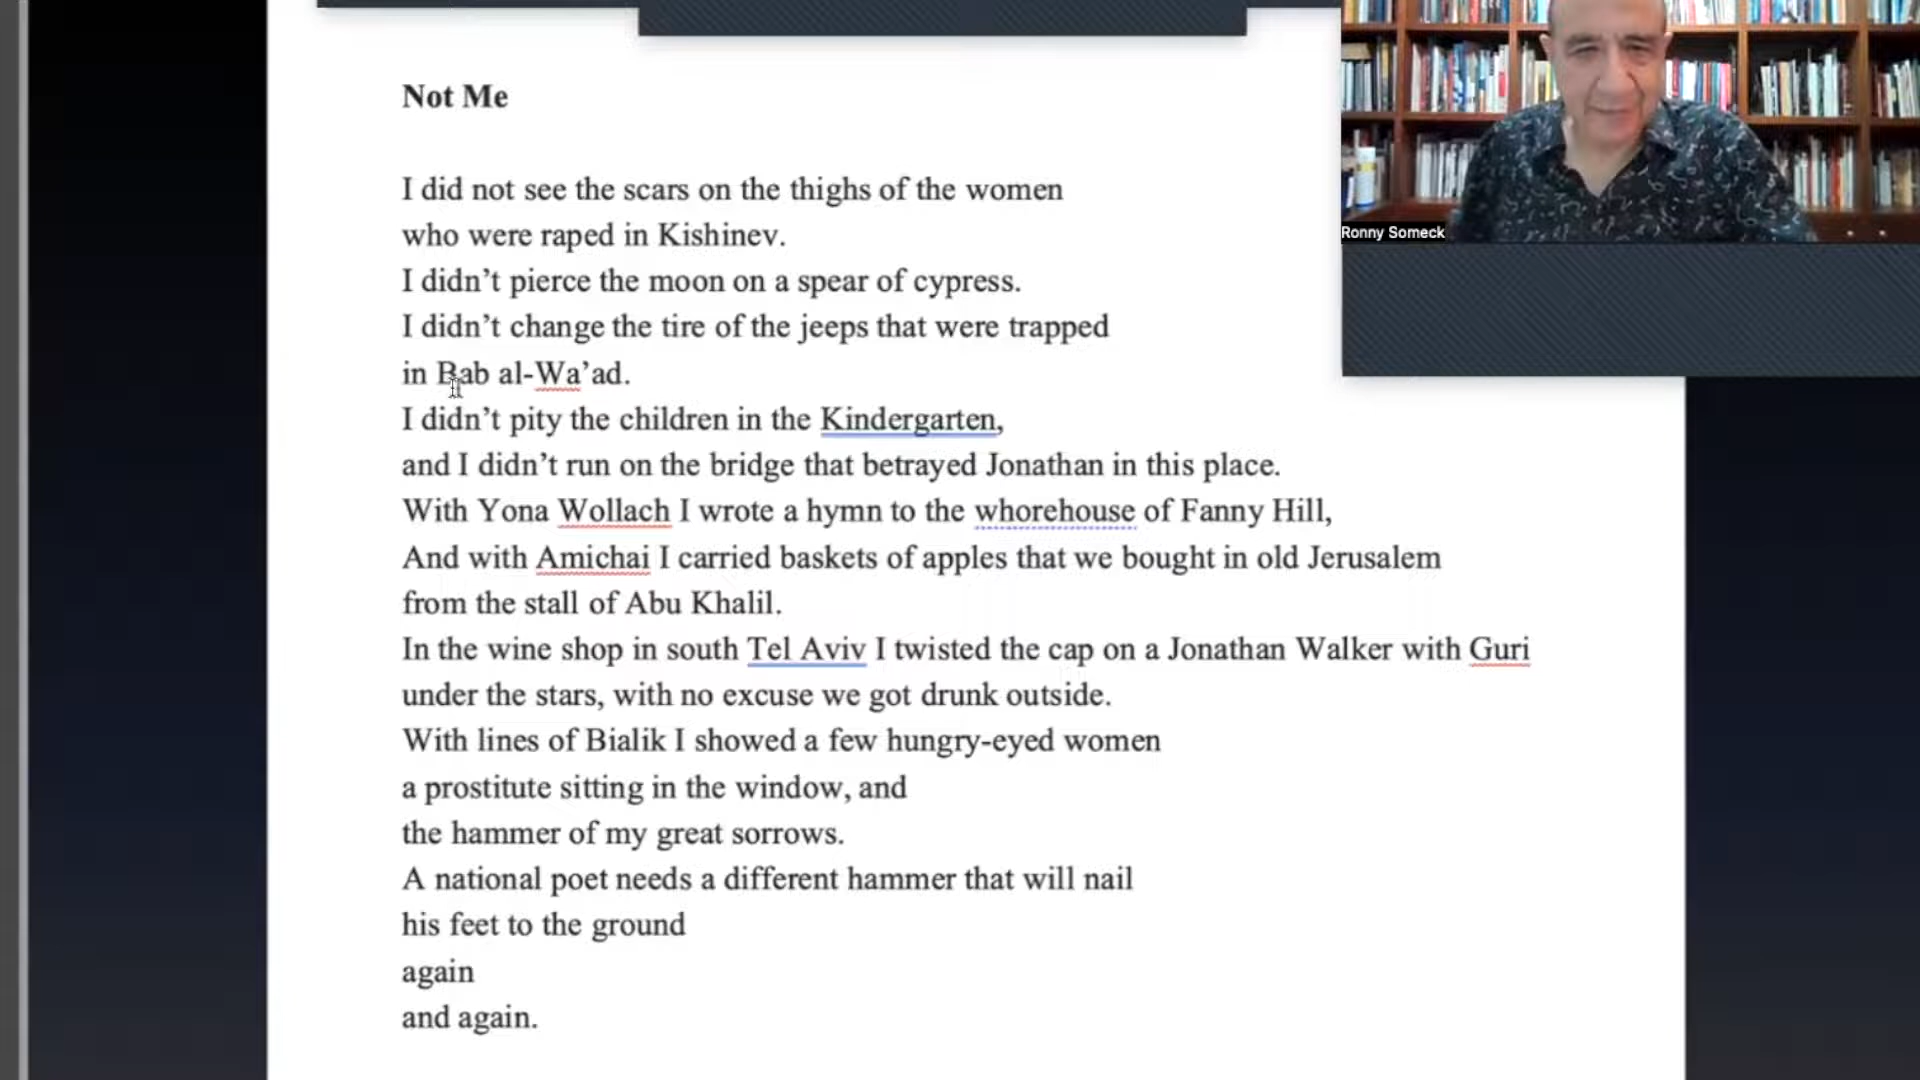 Not Me
Ronny Someck
I did not see the scars on the thighs of the women
who were raped in Kishinev.
I didn’t pierce the moon on a spear of cypress.
I didn’t change the tire of the jeeps that were trapped
in Bab al-Wa’ad.
I didn’t pity the children in the Kindergarten,
and I didn’t run on the bridge that betrayed Jonathan in this place.
With Yona Wollach I wrote a hymn to the whorehouse of Fanny Hill,
And with Amichai I carried baskets of apples that we bought in old Jerusalem
from the stall of Abu Khalil.
In the wine shop in south Tel Aviv I twisted the cap on a Jonathan Walker with Guri
under the stars, with no excuse we got drunk outside.
With lines of Bialik I showed a few hungry-eyed women
a prostitute sitting in the window, and
the hammer of my great sorrows.
A national poet needs a different hammer that will nail
his feet to the ground
again
and again.